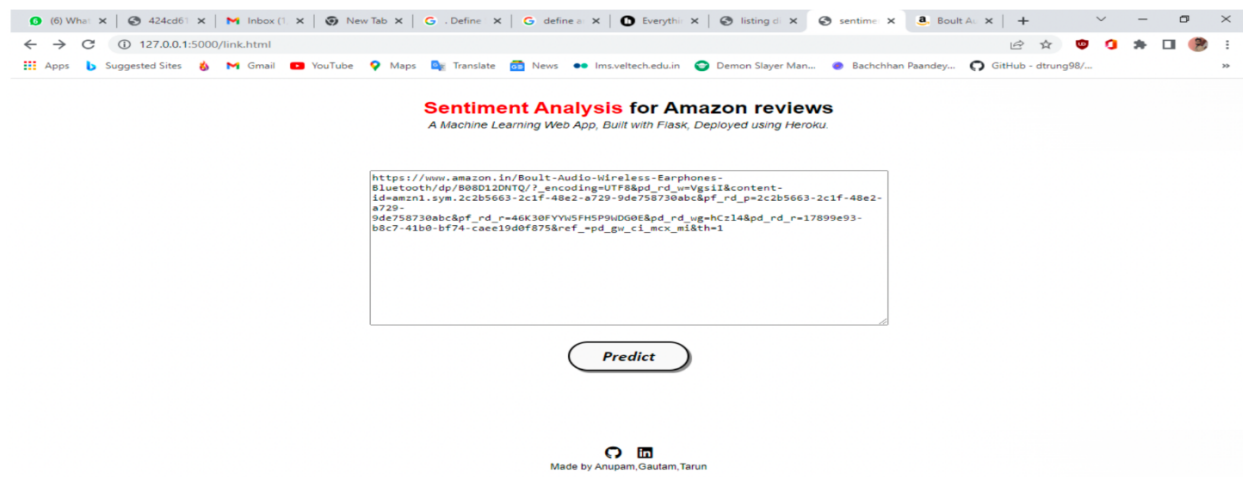 (6) What
424cd61
Inbox (1
New Tab
. Define
define a
Everythi
listing d
sentime
Boult Au
127.0.0.1:5000/link.html
Apps Suggested Sites Gmail YouTube Maps Translate News lms.veltech.edu.in Demon Slayer Man... Bachchhan Paandey... GitHub - dtrung98/... »
Sentiment Analysis for Amazon reviews
A Machine Learning Web App, Built with Flask, Deployed using Heroku.
https://www.amazon.in/Boult-Audio-Wireless-Earphones-
Bluetooth/dp/B08D12DNTQ/?_encoding=UTF8&pd_rd_w=VgsiI&content-
id=amzn1.sym.2c2b5663-2c1f-48e2-a729-9de758730abc&pf_rd_p=2c2b5663-2c1f-48e2-
a729-
9de758730abc&pf_rd_r=46K30FYYW5FH5P9WDG0E&pd_rd_wg=hCzl4&pd_rd_r=17899e93-
b8c7-41b0-bf74-caee19d0f875&ref_=pd_gw_ci_mcx_mi&th=1
Predict
Made by Anupam,Gautam,Tarun